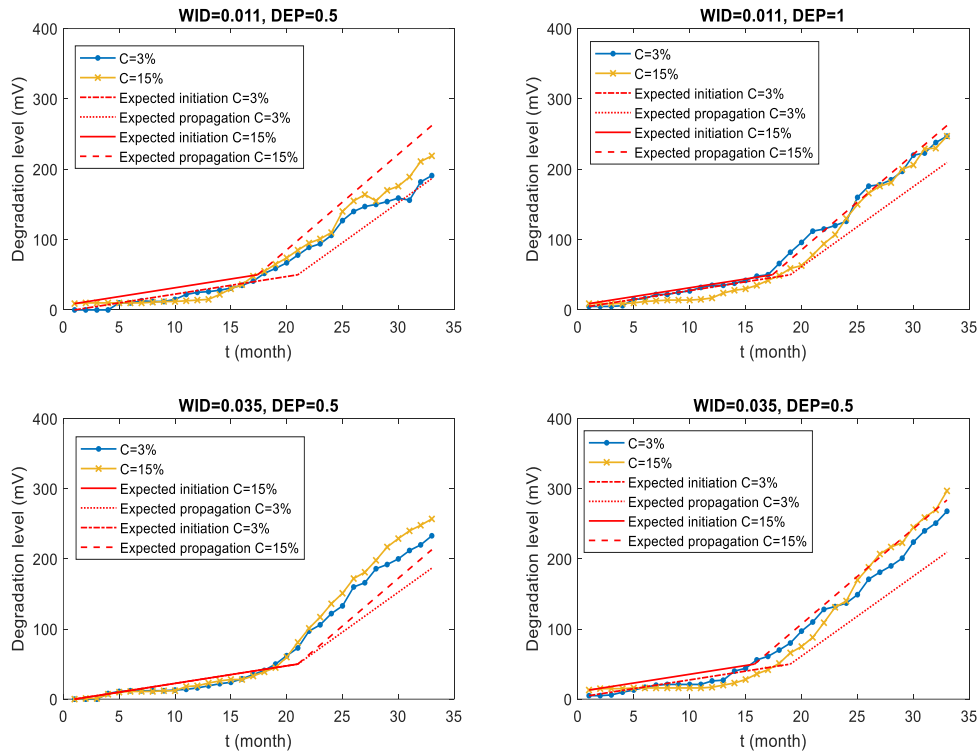 WID=0.011, DEP=0.5
400
300
200
100
0
0 5 10 15 20 25 30 35
t (month)
Degradation level (mV)
C=3%
C=15%
Expected initiation C=3%
Expected propagation C=3%
Expected initiation C=15%
Expected propagation C=15%
WID=0.011, DEP=1
400
300
200
100
0
0 5 10 15 20 25 30 35
t (month)
Degradation level (mV)
C=3%
C=15%
Expected initiation C=3%
Expected propagation C=3%
Expected initiation C=15%
Expected propagation C=15%
WID=0.035, DEP=0.5
400
300
200
100
0
0 5 10 15 20 25 30 35
t (month)
Degradation level (mV)
C=3%
C=15%
Expected initiation C=15%
Expected propagation C=3%
Expected initiation C=3%
Expected propagation C=15%
WID=0.035, DEP=0.5
400
300
200
100
0
0 5 10 15 20 25 30 35
t (month)
Degradation level (mV)
C=3%
C=15%
Expected initiation C=3%
Expected propagation C=3%
Expected initiation C=15%
Expected propagation C=15%